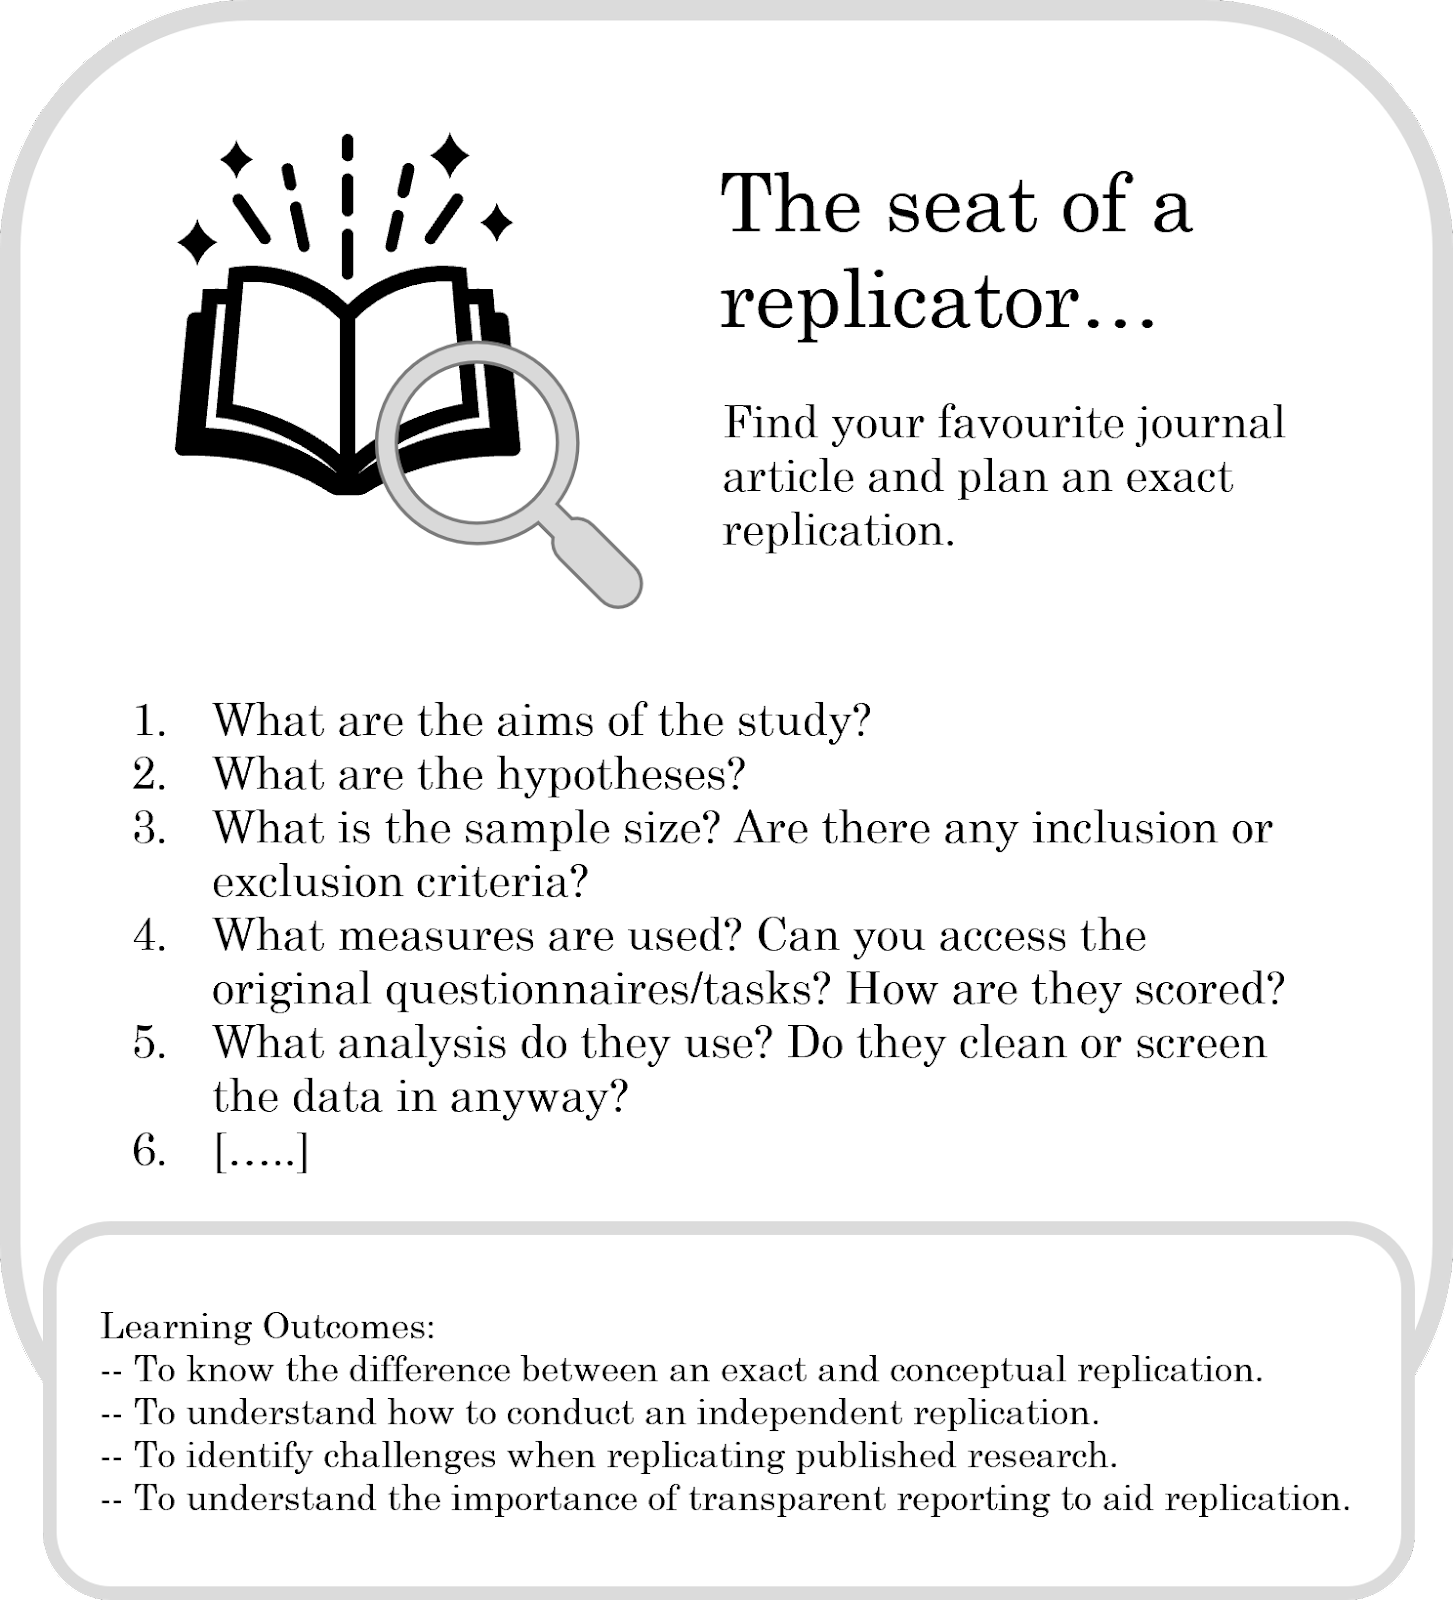 The seat of a
replicator...
Find your favourite journal
article and plan an exact
replication.
1. What are the aims of the study?
2. What are the hypotheses?
3. What is the sample size? Are there any inclusion or
exclusion criteria?
4. What measures are used? Can you access the
original questionnaires/tasks? How are they scored?
5. What analysis do they use? Do they clean or screen
the data in anyway?
6. [.....]
Learning Outcomes:
-- To know the difference between an exact and conceptual replication.
-- To understand how to conduct an independent replication.
-- To identify challenges when replicating published research.
-- To understand the importance of transparent reporting to aid replication.